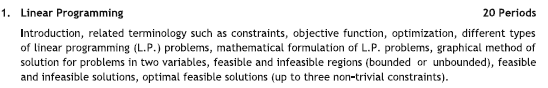 1. Linear Programming 20 Periods
Introduction, related terminology such as constraints, objective function, optimization, different types
of linear programming (L.P.) problems, mathematical formulation of L.P. problems, graphical method of
solution for problems in two variables, feasible and infeasible regions (bounded or unbounded), feasible
and infeasible solutions, optimal feasible solutions (up to three non-trivial constraints).